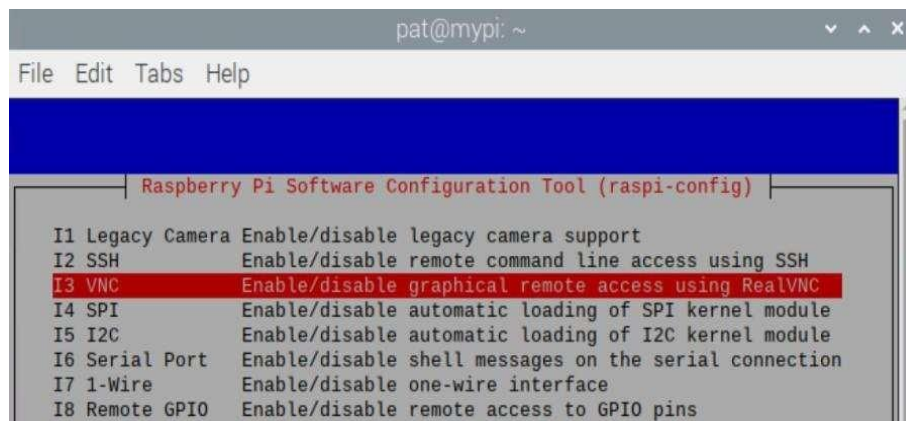 pat@mypi: ~
File Edit Tabs Help
Raspberry Pi Software Configuration Tool (raspi-config)
I1 Legacy Camera Enable/disable legacy camera support
I2 SSH Enable/disable remote command line access using SSH
I3 VNC Enable/disable graphical remote access using RealVNC
I4 SPI Enable/disable automatic loading of SPI kernel module
I5 I2C Enable/disable automatic loading of I2C kernel module
I6 Serial Port Enable/disable shell messages on the serial connection
I7 1-Wire Enable/disable one-wire interface
I8 Remote GPIO Enable/disable remote access to GPIO pins